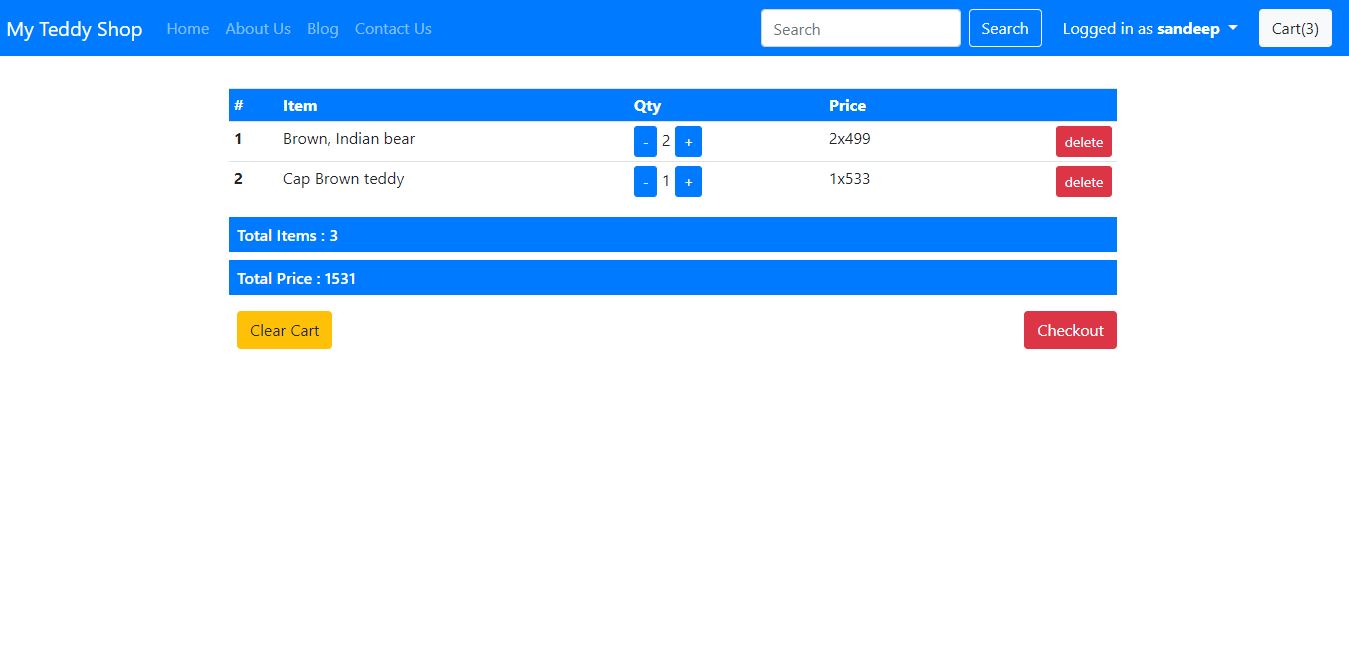 My Teddy Shop Home About Us Blog Contact Us Search Search Logged in as sandeep Cart(3)
# Item Qty Price
1 Brown, Indian bear - 2 + 2x499 delete
2 Cap Brown teddy - 1 + 1x533 delete
Total Items : 3
Total Price : 1531
Clear Cart Checkout